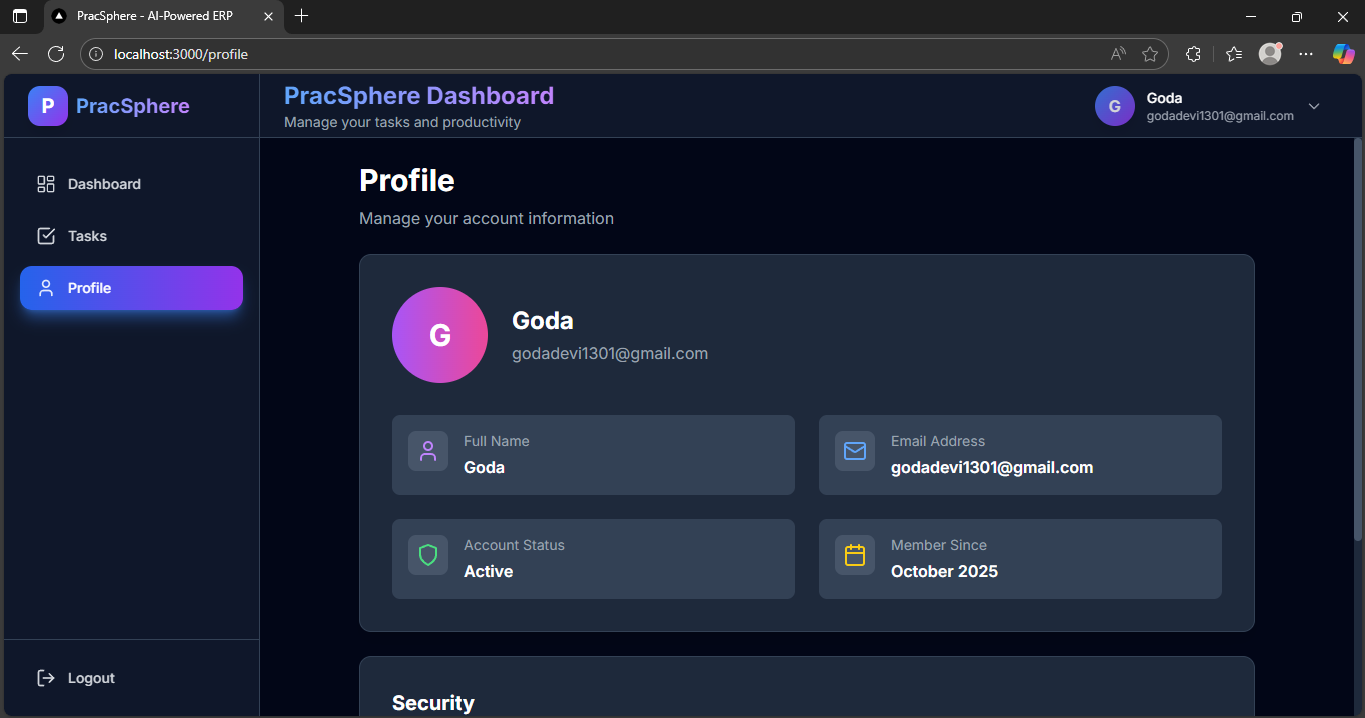 PracSphere - AI-Powered ERP
localhost:3000/profile
P PracSphere
PracSphere Dashboard
Manage your tasks and productivity
G
Goda
godadevi1301@gmail.com
Dashboard
Tasks
Profile
Logout
Profile
Manage your account information
G
Goda
godadevi1301@gmail.com
Full Name
Goda
Email Address
godadevi1301@gmail.com
Account Status
Active
Member Since
October 2025
Security